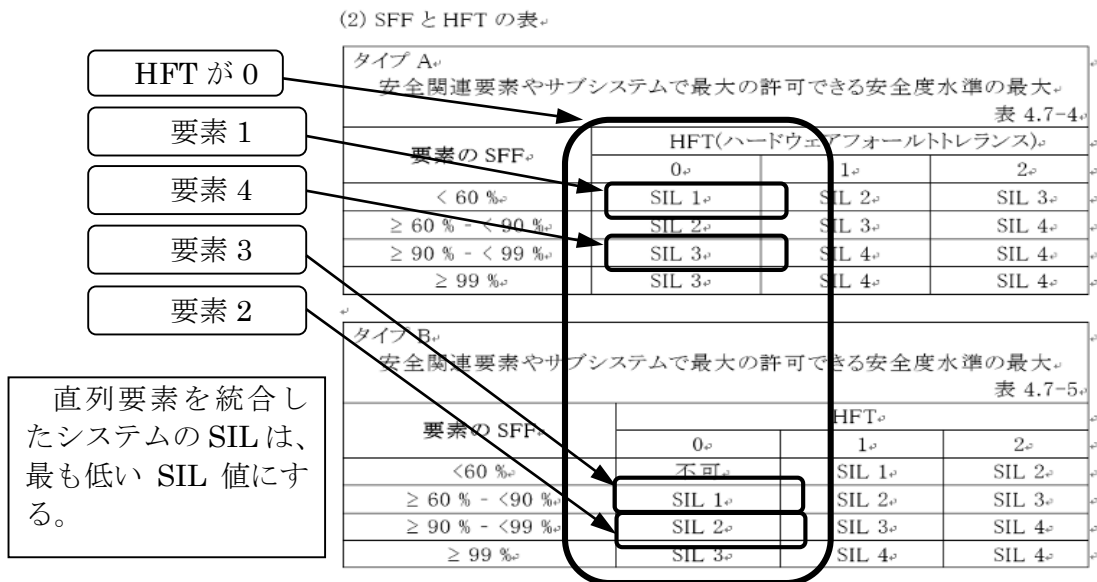 (2) SFF と HFT の表
HFT が 0
要素 1
要素 4
要素 3
要素 2
直列要素を統合し
たシステムの SIL は、
最も低い SIL 値にす
る。
タイプ A
安全関連要素やサブシステムで最大の許可できる安全度水準の最大
表 4.7-4
要素の SFF HFT(ハードウェアフォールトトレランス)
0 1 2
< 60 % SIL 1 SIL 2 SIL 3
≥ 60 % - < 90 % SIL 2 SIL 3 SIL 4
≥ 90 % - < 99 % SIL 3 SIL 4 SIL 4
≥ 99 % SIL 3 SIL 4 SIL 4
タイプ B
安全関連要素やサブシステムで最大の許可できる安全度水準の最大
表 4.7-5
要素の SFF HFT
0 1 2
<60 % 不可 SIL 1 SIL 2
≥ 60 % - <90 % SIL 1 SIL 2 SIL 3
≥ 90 % - <99 % SIL 2 SIL 3 SIL 4
≥ 99 % SIL 3 SIL 4 SIL 4